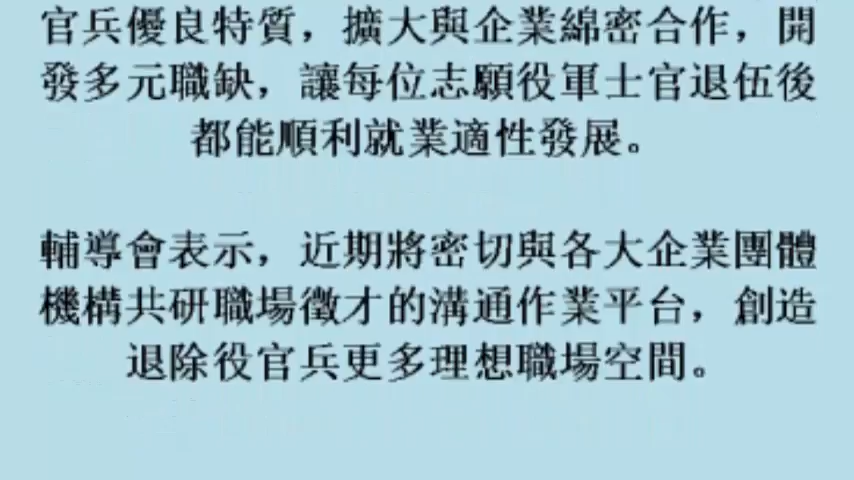 官兵優良特質，擴大與企業綿密合作，開
發多元職缺，讓每位志願役軍士官退伍後
都能順利就業適性發展。
輔導會表示，近期將密切與各大企業團體
機構共研職場徵才的溝通作業平台，創造
退除役官兵更多理想職場空間。